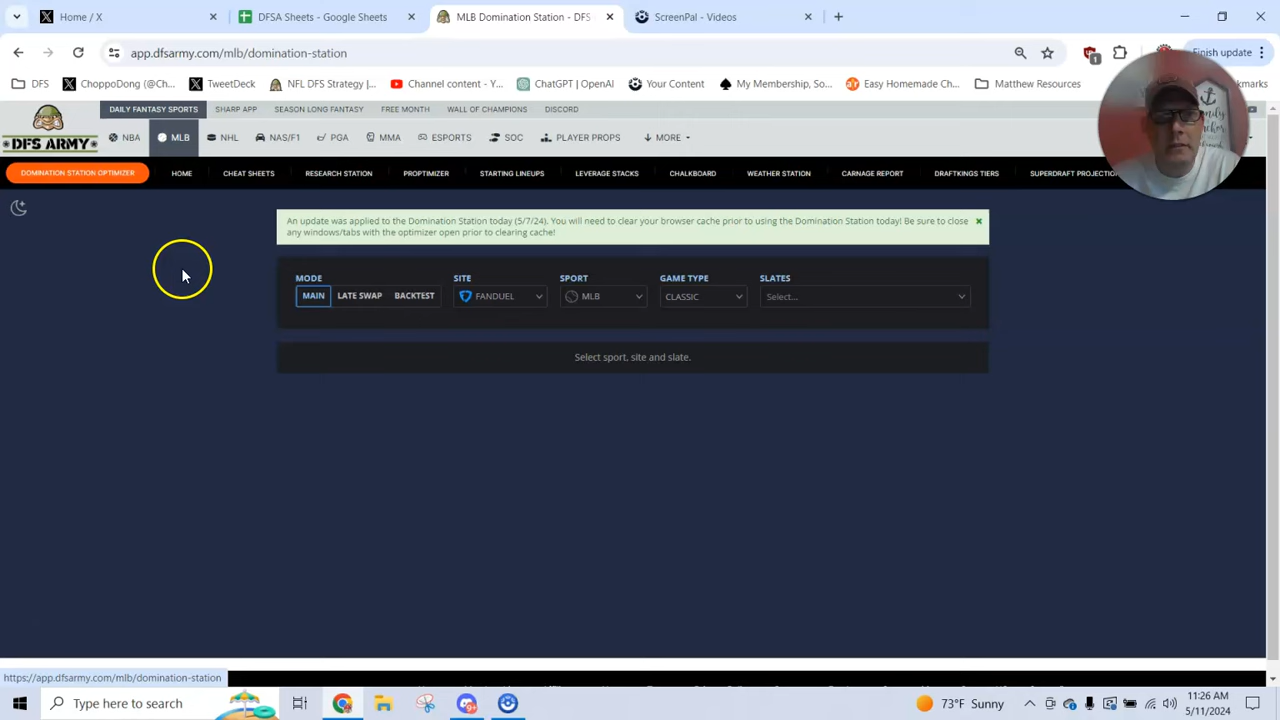 Home / X
DFSA Sheets - Google Sheets
MLB Domination Station - DFS
ScreenPal - Videos
app.dfsarmy.com/mlb/domination-station
Finish update
DFS
ChoppoDong (@Ch...
TweetDeck
NFL DFS Strategy |...
Channel content - Y...
ChatGPT | OpenAI
Your Content
My Membership, So...
Easy Homemade Ch...
Matthew Resources
DAILY FANTASY SPORTS
SHARP APP
SEASON LONG FANTASY
FREE MONTH
WALL OF CHAMPIONS
DISCORD
DFS ARMY
NBA
MLB
NHL
NAS/F1
PGA
MMA
ESPORTS
SOC
PLAYER PROPS
MORE
DOMINATION STATION OPTIMIZER
HOME
CHEAT SHEETS
RESEARCH STATION
PROPTIMIZER
STARTING LINEUPS
LEVERAGE STACKS
CHALKBOARD
WEATHER STATION
CARNAGE REPORT
DRAFTKINGS TIERS
SUPERDRAFT PROJECTION
An update was applied to the Domination Station today (5/7/24). You will need to clear your browser cache prior to using the Domination Station today! Be sure to close
any windows/tabs with the optimizer open prior to clearing cache!
MODE
SITE
SPORT
GAME TYPE
SLATES
MAIN
LATE SWAP
BACKTEST
FANDUEL
MLB
CLASSIC
Select...
Select sport, site and slate.
https://app.dfsarmy.com/mlb/domination-station
Type here to search
73°F Sunny
11:26 AM
5/11/2024